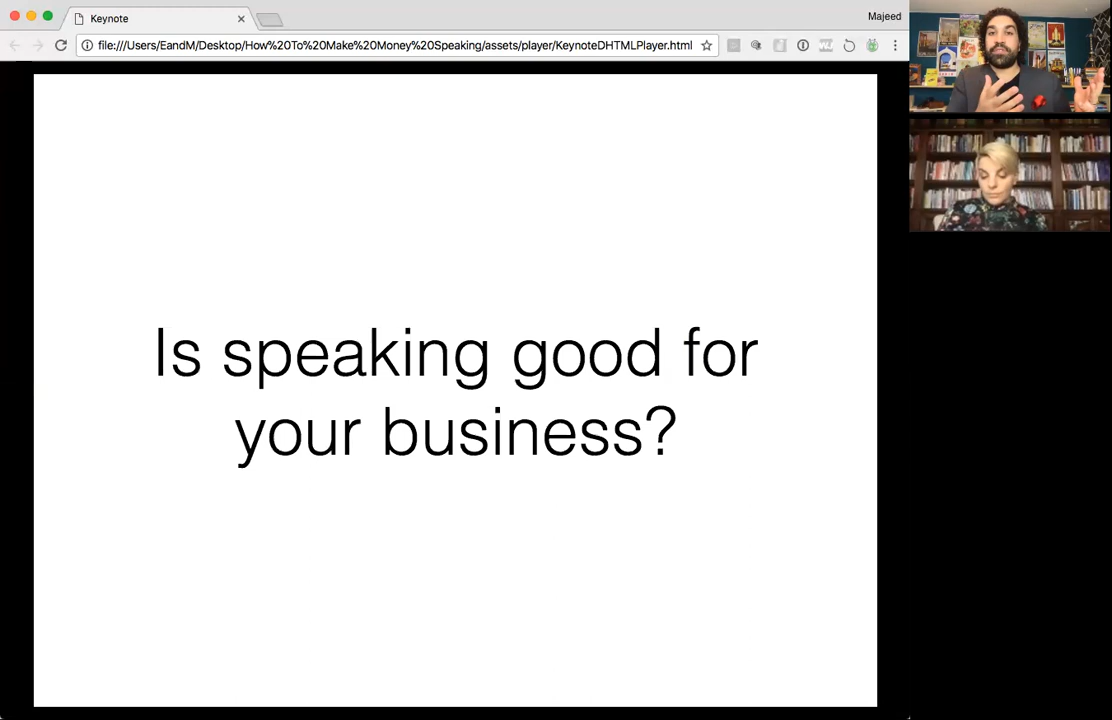 Keynote
Majeed
file:///Users/EandM/Desktop/How%20To%20Make%20Money%20Speaking/assets/player/KeynoteDHTMLPlayer.html
Is speaking good for
your business?